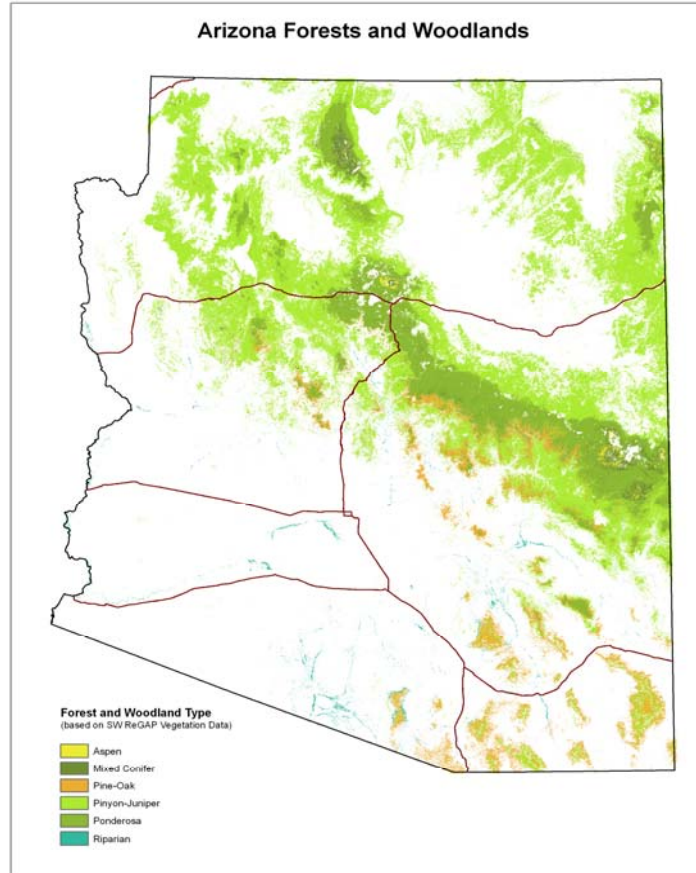 Arizona Forests and Woodlands
Forest and Woodland Type
(based on SW ReGAP Vegetation Data)
Aspen
Mixed Conifer
Pine-Oak
Pinyon-Juniper
Ponderosa
Riparian